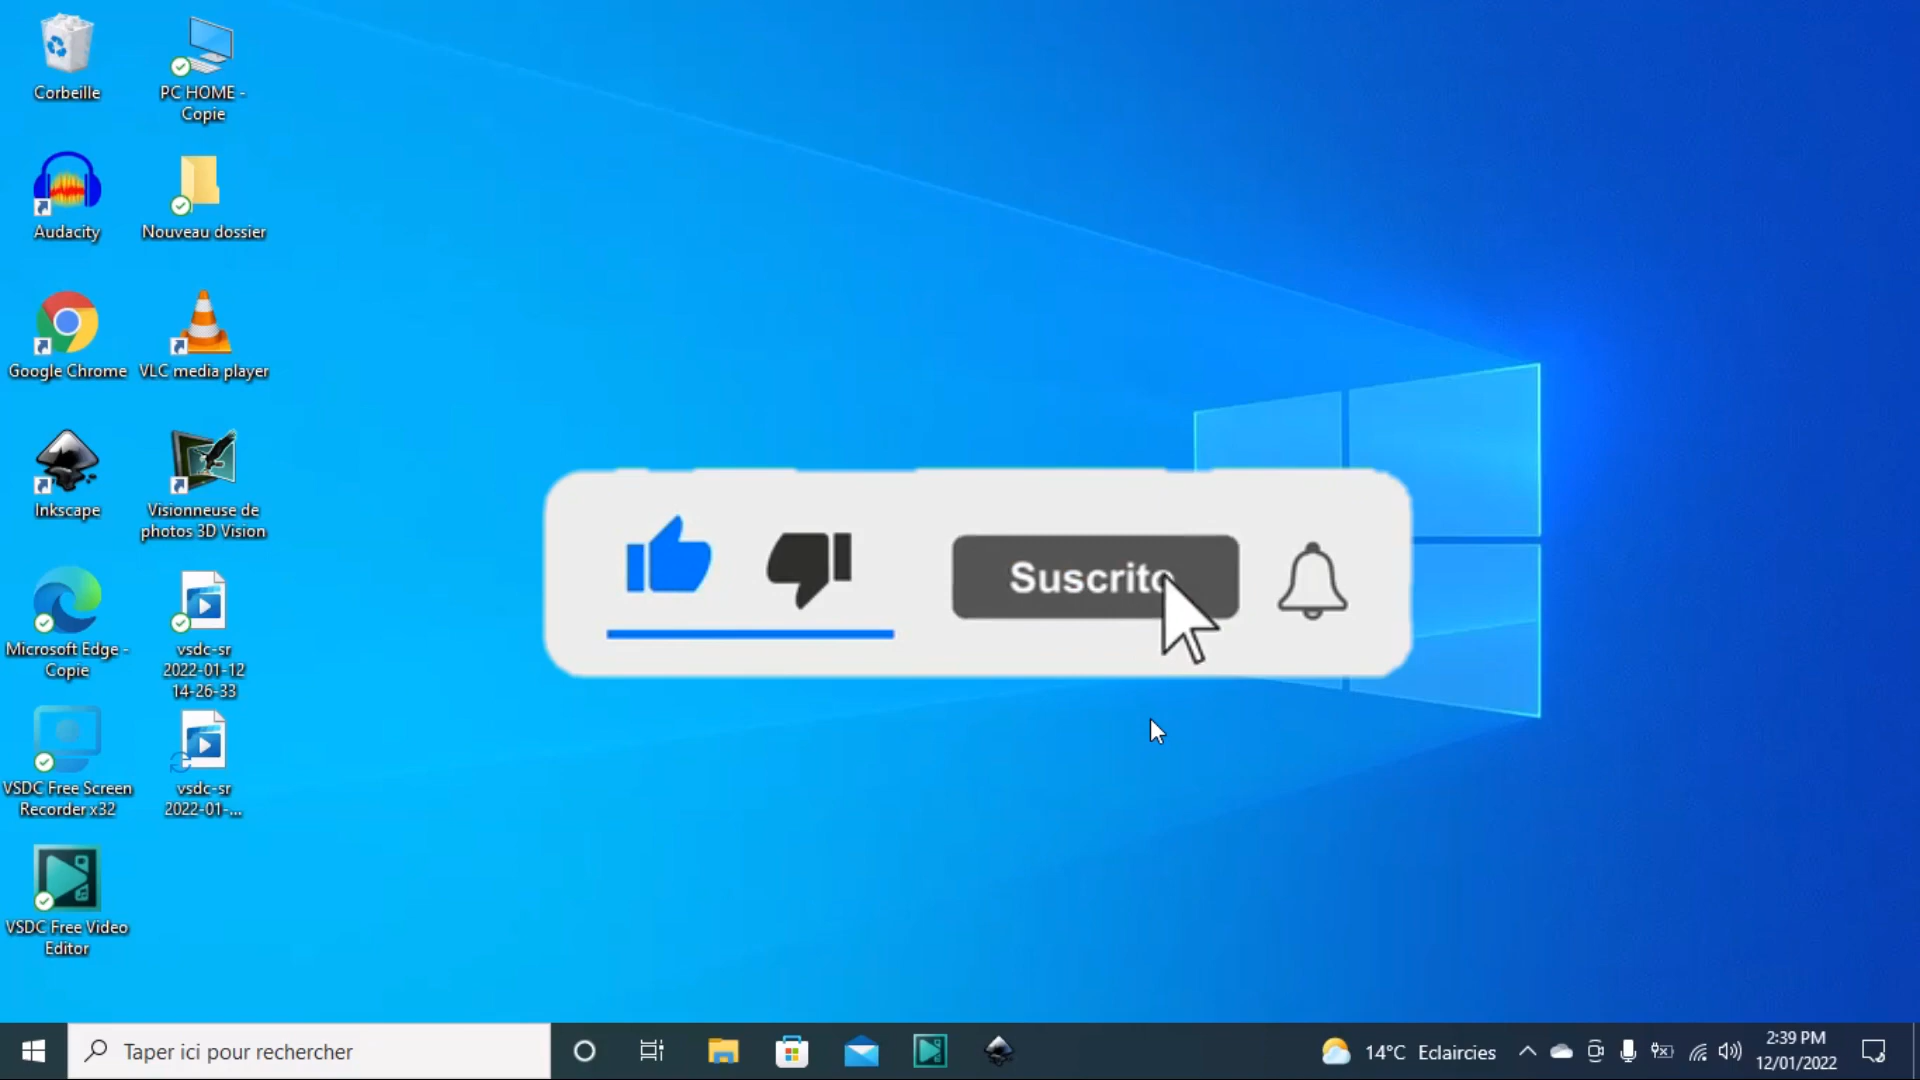 Corbeille
PC HOME -
Copie
Audacity
Nouveau dossier
Google Chrome
VLC media player
Inkscape
Visionneuse de
photos 3D Vision
Microsoft Edge -
Copie
vsdc-sr
2022-01-12
14-26-33
VSDC Free Screen
Recorder x32
vsdc-sr
2022-01-...
VSDC Free Video
Editor
Suscrito
Taper ici pour rechercher
14°C Eclaircies
2:39 PM
12/01/2022